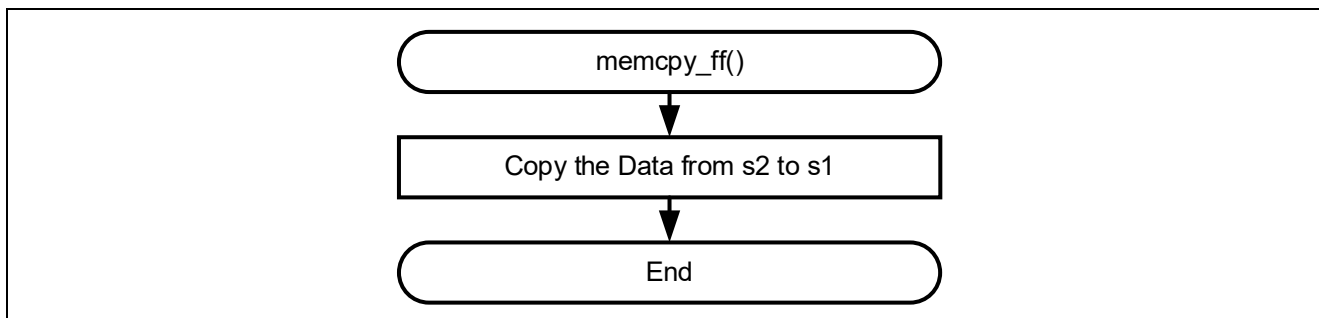 memcpy_ff()
Copy the Data from s2 to s1
End